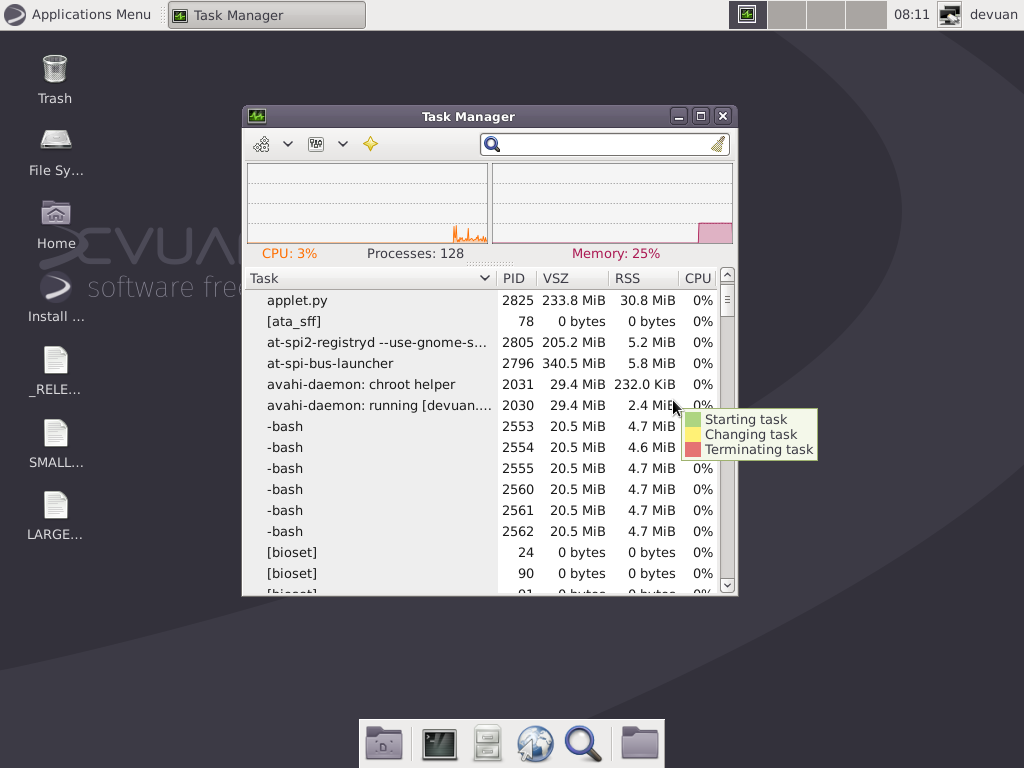 Applications Menu
Task Manager
08:11
devuan
Trash
File Sy...
Home
Install ...
_RELE...
SMALL...
LARGE...
software free
Task Manager
CPU: 3%
Processes: 128
Memory: 25%
Task PID VSZ RSS CPU
applet.py 2825 233.8 MiB 30.8 MiB 0%
[ata_sff] 78 0 bytes 0 bytes 0%
at-spi2-registryd --use-gnome-s... 2805 205.2 MiB 5.2 MiB 0%
at-spi-bus-launcher 2796 340.5 MiB 5.8 MiB 0%
avahi-daemon: chroot helper 2031 29.4 MiB 232.0 KiB 0%
avahi-daemon: running [devuan.... 2030 29.4 MiB 2.4 MiB 0%
-bash 2553 20.5 MiB 4.7 MiB
-bash 2554 20.5 MiB 4.6 MiB
-bash 2555 20.5 MiB 4.7 MiB 0%
-bash 2560 20.5 MiB 4.7 MiB 0%
-bash 2561 20.5 MiB 4.7 MiB 0%
-bash 2562 20.5 MiB 4.7 MiB 0%
[bioset] 24 0 bytes 0 bytes 0%
[bioset] 90 0 bytes 0 bytes 0%
[bioset] 91 0 bytes 0 bytes 0%
Starting task
Changing task
Terminating task